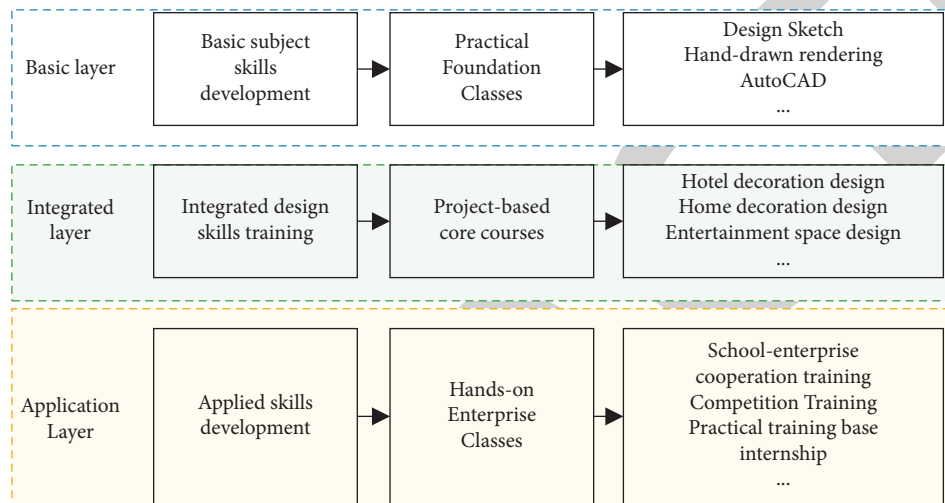 Basic layer
Basic subject
skills
development
Practical
Foundation
Classes
Design Sketch
Hand-drawn rendering
AutoCAD
...
Integrated
layer
Integrated design
skills training
Project-based
core courses
Hotel decoration design
Home decoration design
Entertainment space design
...
Application
Layer
Applied skills
development
Hands-on
Enterprise
Classes
School-enterprise
cooperation training
Competition Training
Practical training base
internship
...